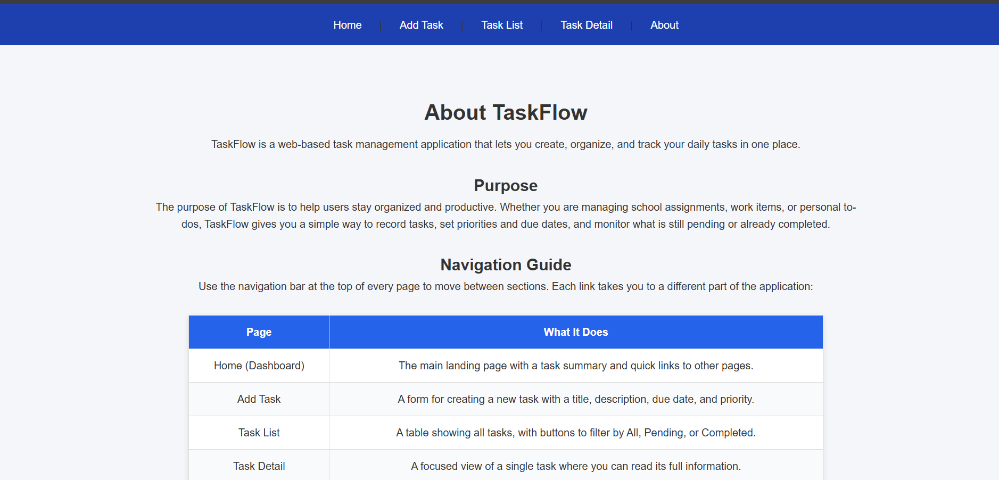 Home | Add Task | Task List | Task Detail | About
About TaskFlow
TaskFlow is a web-based task management application that lets you create, organize, and track your daily tasks in one place.
Purpose
The purpose of TaskFlow is to help users stay organized and productive. Whether you are managing school assignments, work items, or personal to-
dos, TaskFlow gives you a simple way to record tasks, set priorities and due dates, and monitor what is still pending or already completed.
Navigation Guide
Use the navigation bar at the top of every page to move between sections. Each link takes you to a different part of the application:
Page What It Does
Home (Dashboard) The main landing page with a task summary and quick links to other pages.
Add Task A form for creating a new task with a title, description, due date, and priority.
Task List A table showing all tasks, with buttons to filter by All, Pending, or Completed.
Task Detail A focused view of a single task where you can read its full information.